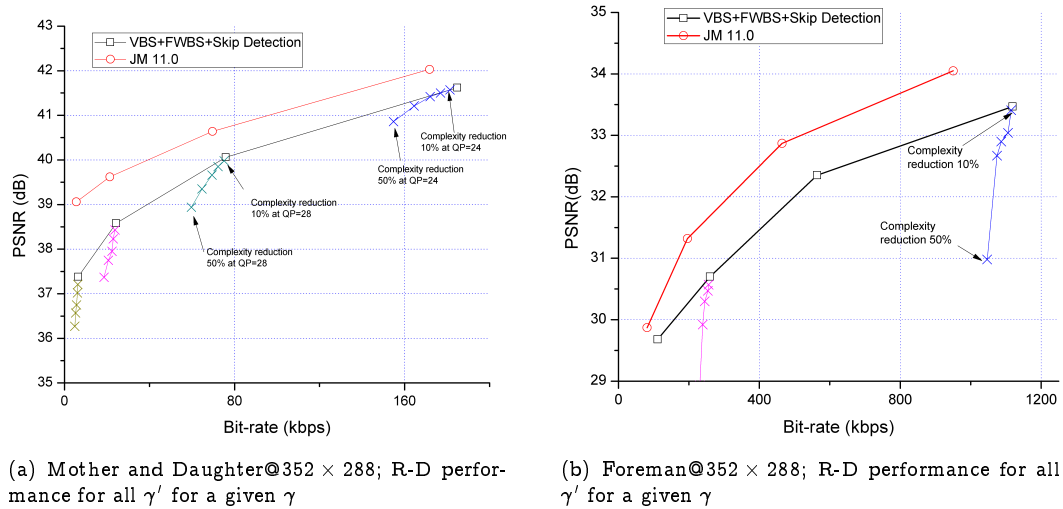 VBS+FWBS+Skip Detection
JM 11.0
43
42
41
40
39
38
37
36
35
PSNR (dB)
Complexity reduction
10% at QP=24
Complexity reduction
50% at QP=24
Complexity reduction
10% at QP=28
Complexity reduction
50% at QP=28
0
80
160
Bit-rate (kbps)
(a) Mother and Daughter@352 × 288; R-D perfor-
mance for all γ′ for a given γ
VBS+FWBS+Skip Detection
JM 11.0
35
34
33
32
31
30
29
PSNR(dB)
Complexity
reduction 10%
Complexity
reduction 50%
0
400
800
1200
Bit-rate (kbps)
(b) Foreman@352 × 288; R-D performance for all
γ′ for a given γ